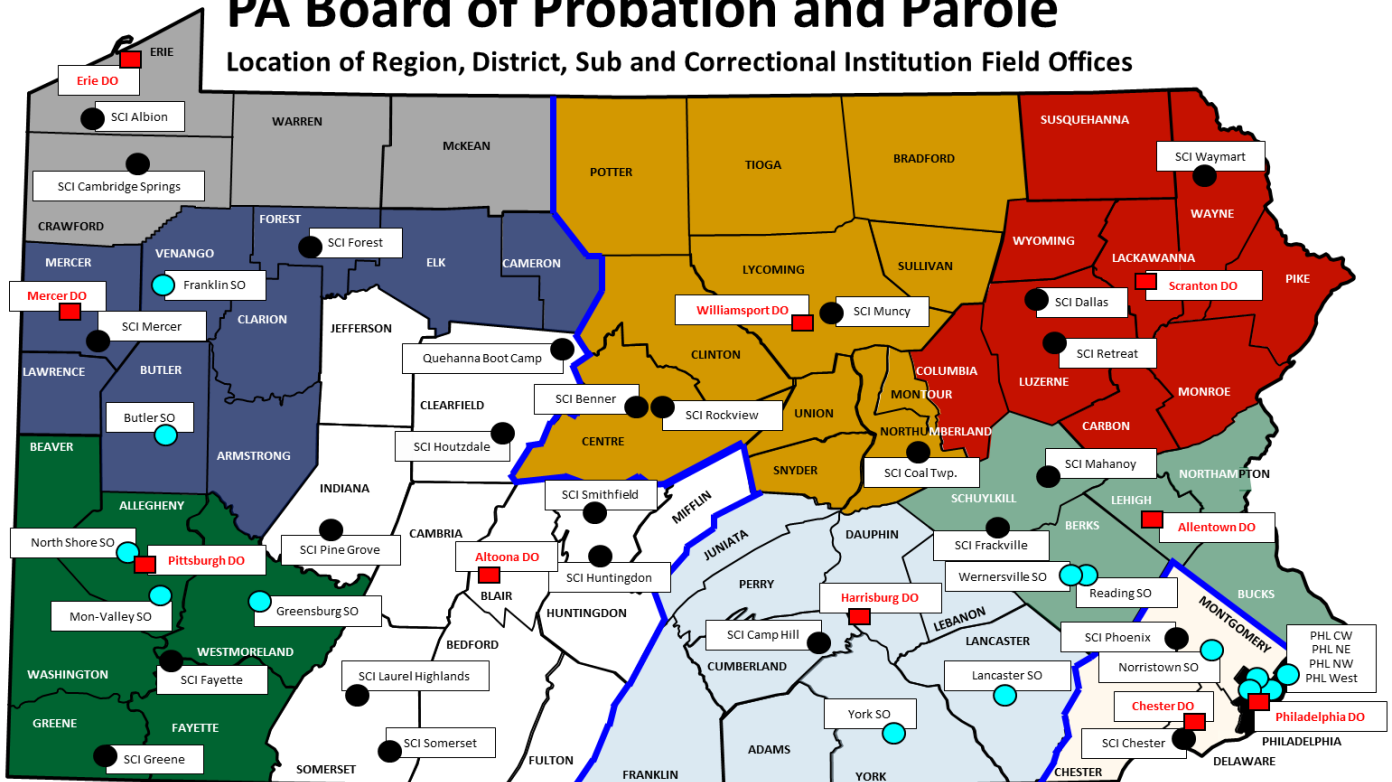 PA Board of Probation and Parole
Location of Region, District, Sub and Correctional Institution Field Offices
ERIE
Erie DO
SCI Albion
WARREN
McKEAN
SCI Cambridge Springs
CRAWFORD
POTTER
TIOGA
BRADFORD
SUSQUEHANNA
SCI Waymart
WAYNE
FOREST
SCI Forest
MERCER
VENANGO
ELK
CAMERON
Franklin SO
Mercer DO
SCI Mercer
CLARION
JEFFERSON
LYCOMING
SULLIVAN
WYOMING
LACKAWANNA
PIKE
Scranton DO
SCI Dallas
Williamsport DO
SCI Muncy
Quehanna Boot Camp
CLINTON
SCI Retreat
LAWRENCE
BUTLER
COLUMBIA
LUZERNE
MONROE
MONTOUR
CLEARFIELD
SCI Benner
SCI Rockview
UNION
Butler SO
CARBON
NORTHUMBERLAND
BEAVER
ARMSTRONG
SCI Houtzdale
CENTRE
SNYDER
SCI Coal Twp.
SCI Mahanoy
NORTHAMPTON
INDIANA
SCI Smithfield
MIFFLIN
SCHUYLKILL
LEHIGH
ALLEGHENY
CAMBRIA
JUNIATA
DAUPHIN
BERKS
Allentown DO
North Shore SO
SCI Pine Grove
SCI Frackville
Pittsburgh DO
Altoona DO
SCI Huntingdon
PERRY
Wernersville SO
Reading SO
BLAIR
Harrisburg DO
BUCKS
Mon-Valley SO
Greensburg SO
HUNTINGDON
LEBANON
MONTGOMERY
SCI Camp Hill
LANCASTER
SCI Phoenix
PHL CW
PHL NE
PHL NW
PHL West
BEDFORD
WESTMORELAND
CUMBERLAND
Norristown SO
WASHINGTON
SCI Fayette
SCI Laurel Highlands
Lancaster SO
Chester DO
Philadelphia DO
GREENE
FAYETTE
York SO
SCI Somerset
SCI Chester
PHILADELPHIA
SCI Greene
ADAMS
SOMERSET
FULTON
FRANKLIN
YORK
CHESTER
DELAWARE